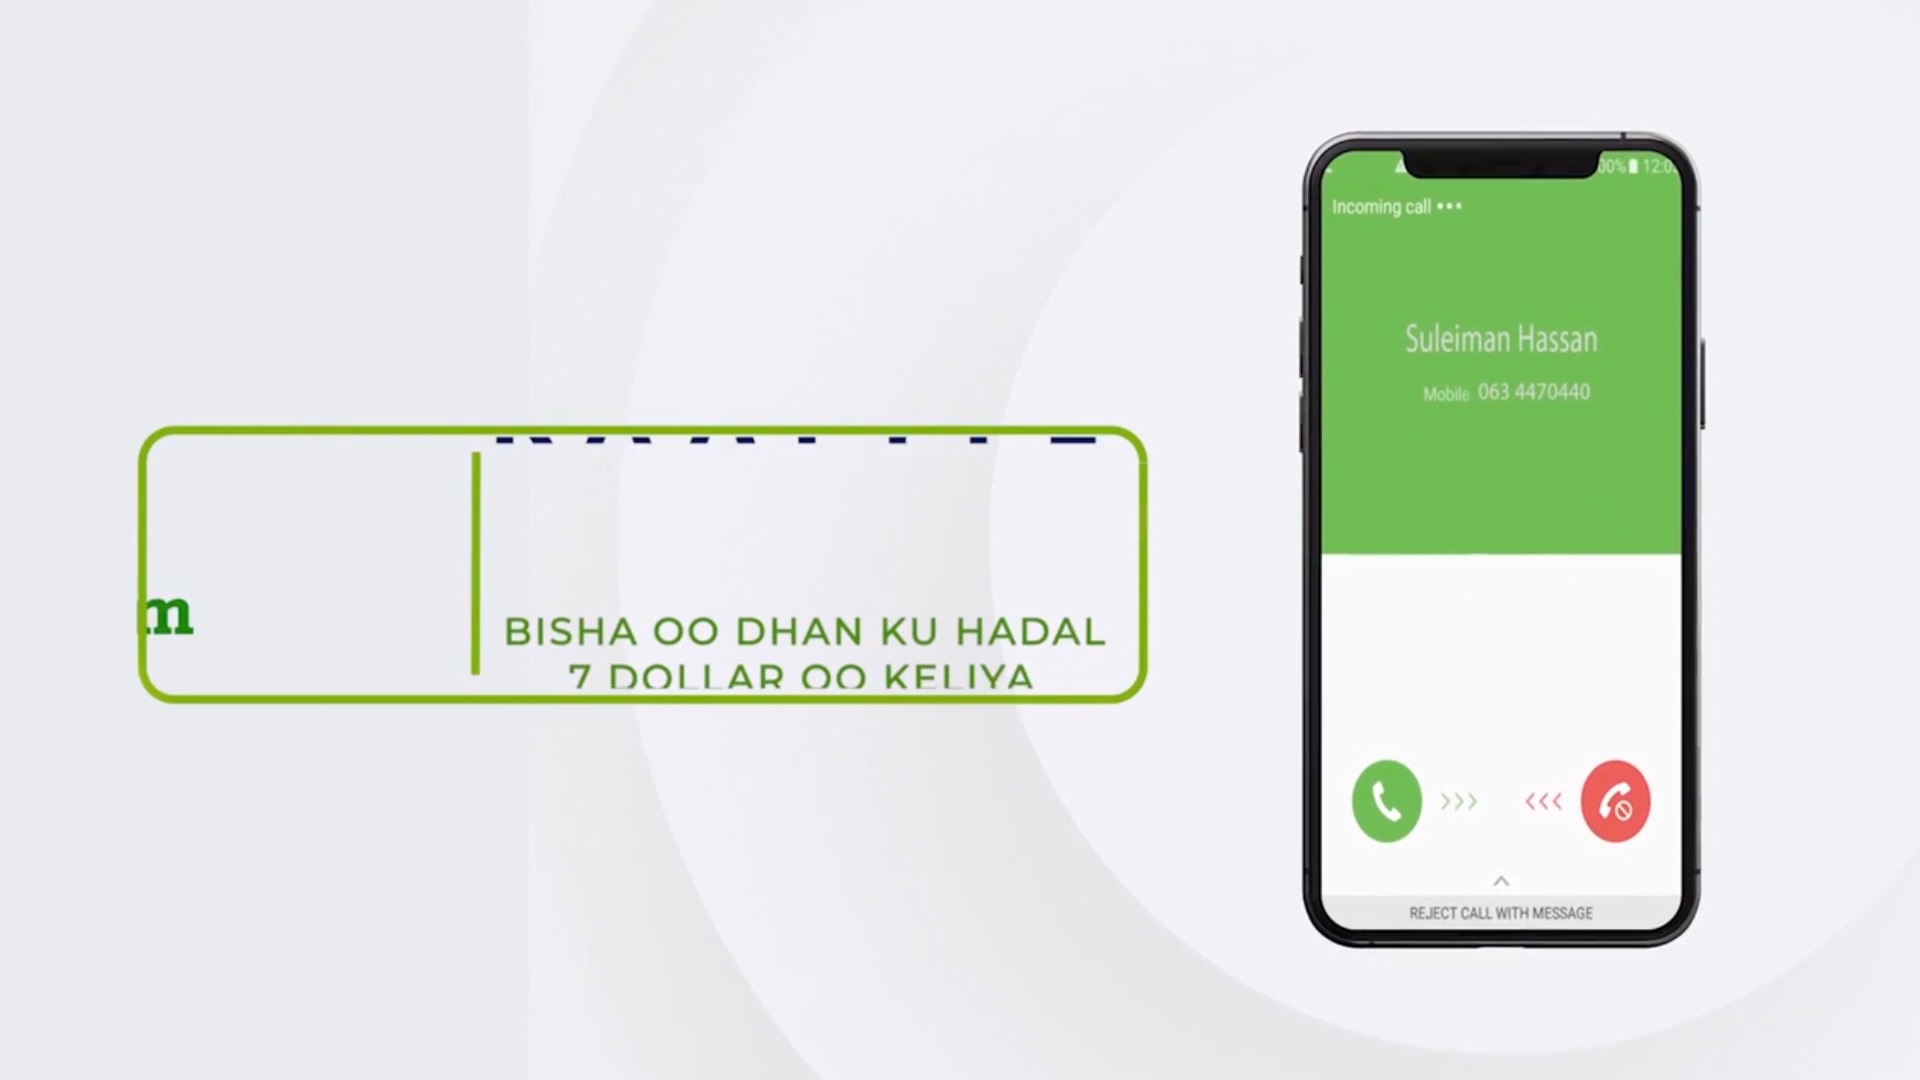 m
BISHA OO DHAN KU HADAL
7 DOLLAR OO KELIYA
Incoming call •••
Suleiman Hassan
Mobile 063 4470440
REJECT CALL WITH MESSAGE